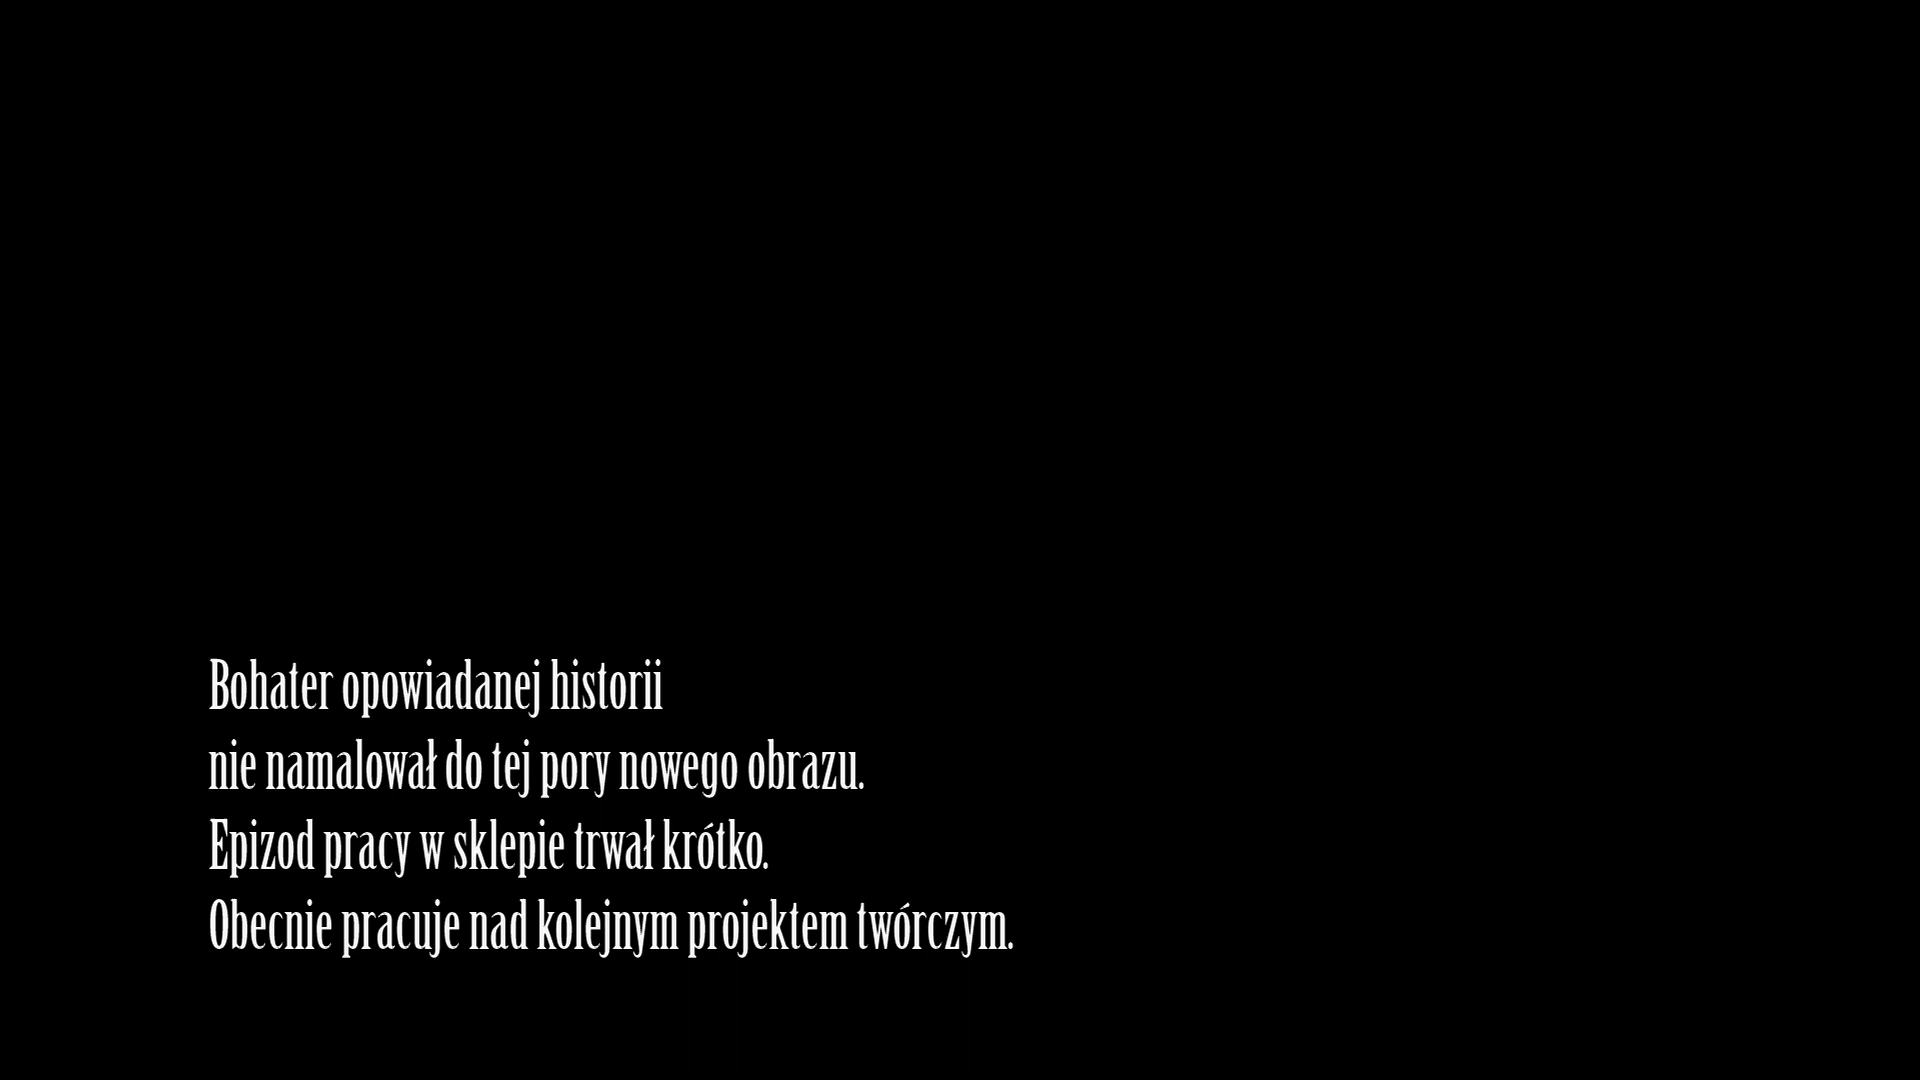 Bohater opowiadanej historii
nie namalował do tej pory nowego obrazu.
Epizod pracy w sklepie trwał krótko.
Obecnie pracuje nad kolejnym projektem twórczym.